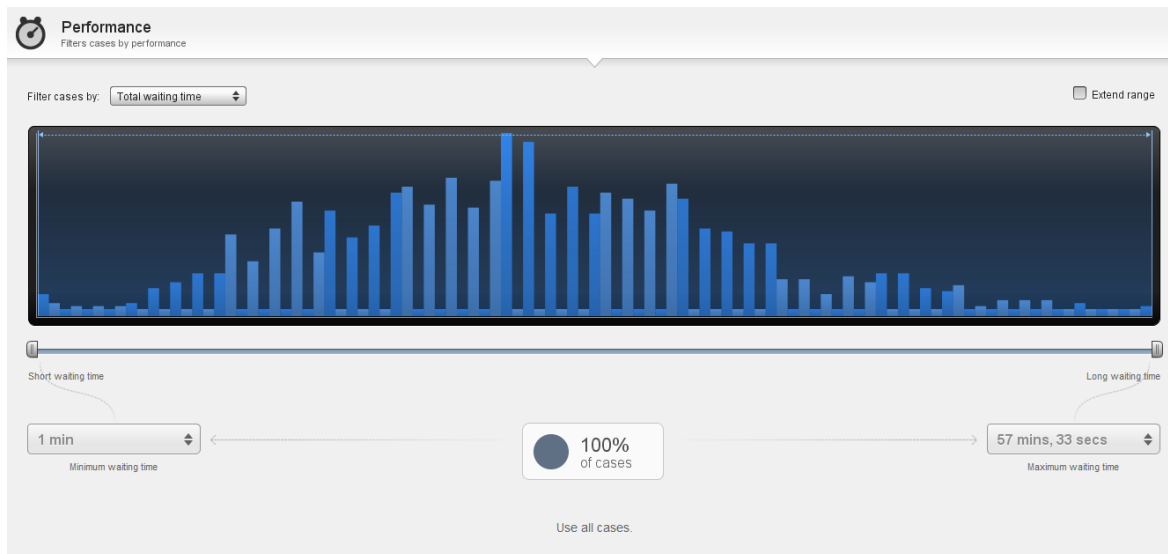 Performance
Filters cases by performance
Filter cases by: Total waiting time
Extend range
Short waiting time
Long waiting time
1 min
100%
of cases
57 mins, 33 secs
Minimum waiting time
Maximum waiting time
Use all cases.